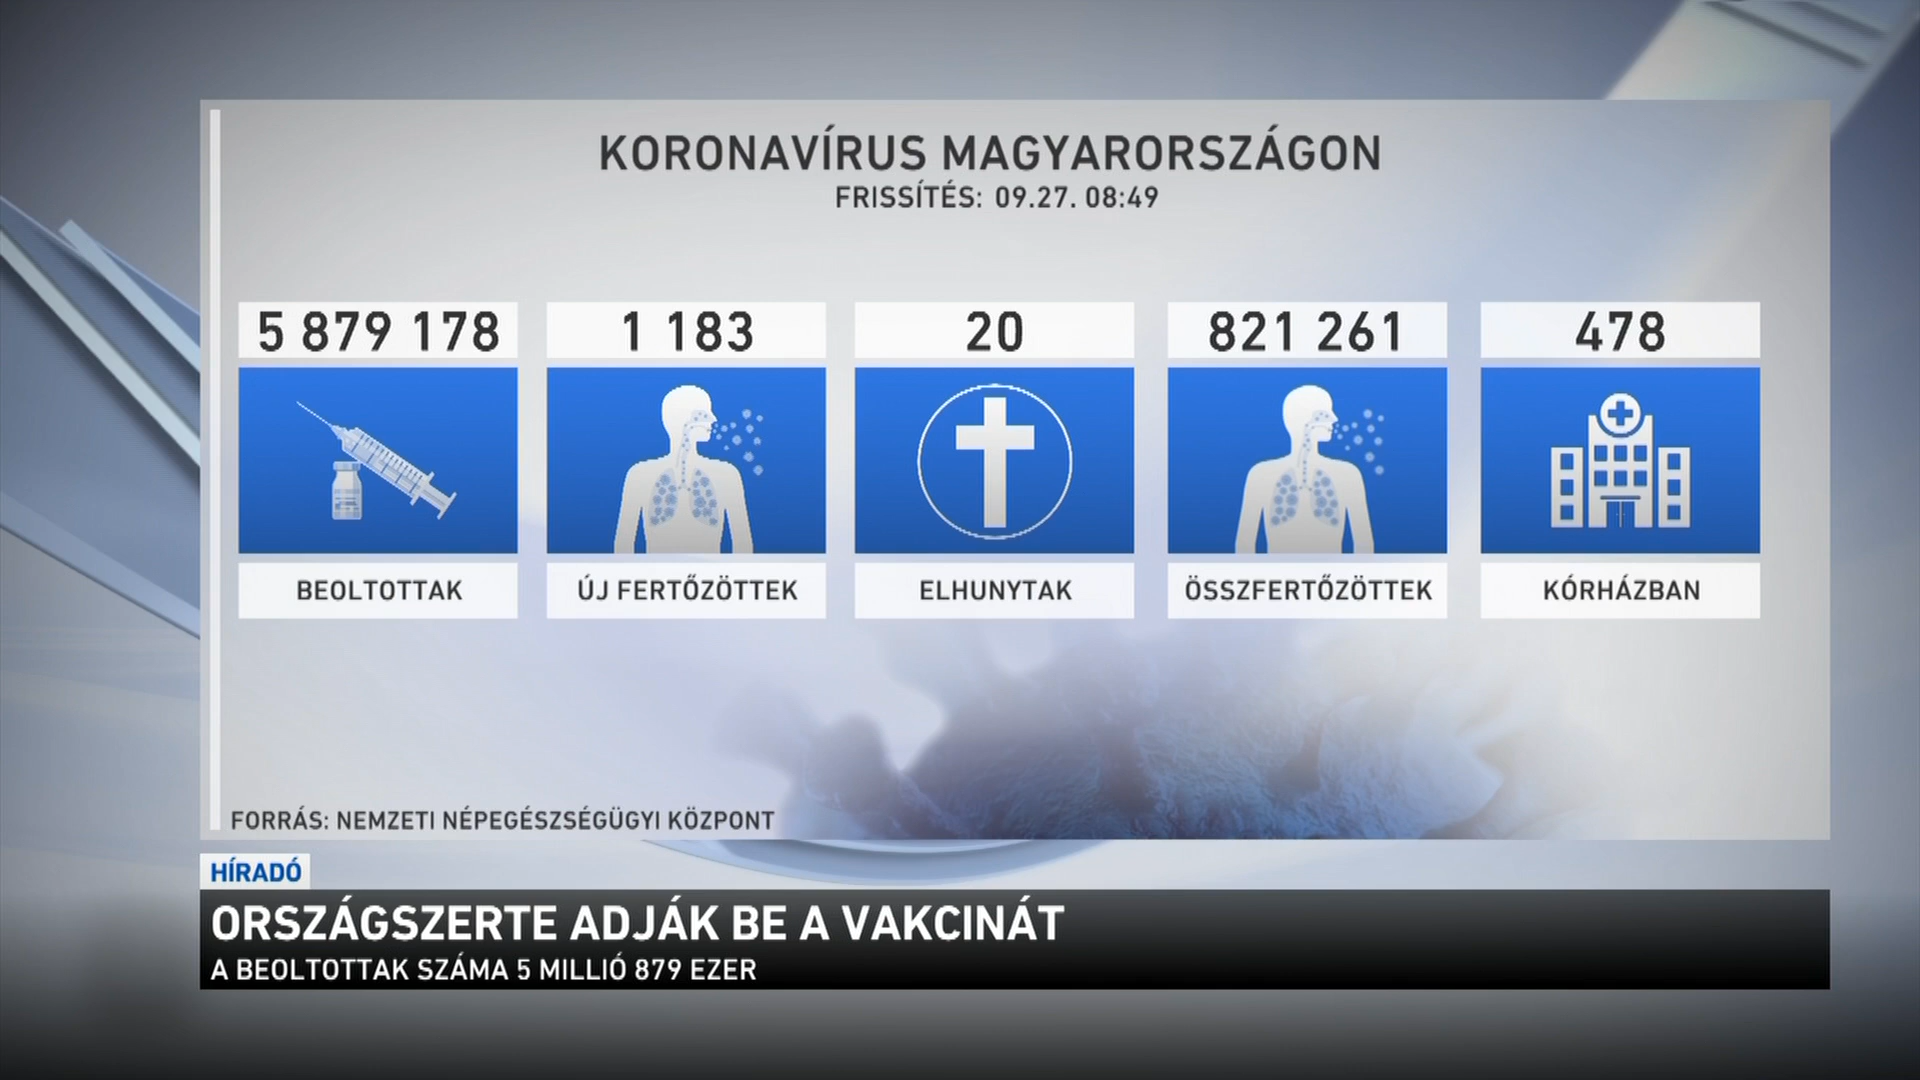 KORONAVÍRUS MAGYARORSZÁGON
FRISSÍTÉS: 09.27. 08:49
5 879 178
1 183
20
821 261
478
BEOLTOTTAK
ÚJ FERTŐZÖTTEK
ELHUNYTAK
ÖSSZFERTŐZÖTTEK
KÓRHÁZBAN
FORRÁS: NEMZETI NÉPEGÉSZSÉGÜGYI KÖZPONT
HÍRADÓ
ORSZÁGSZERTE ADJÁK BE A VAKCINÁT
A BEOLTOTTAK SZÁMA 5 MILLIÓ 879 EZER